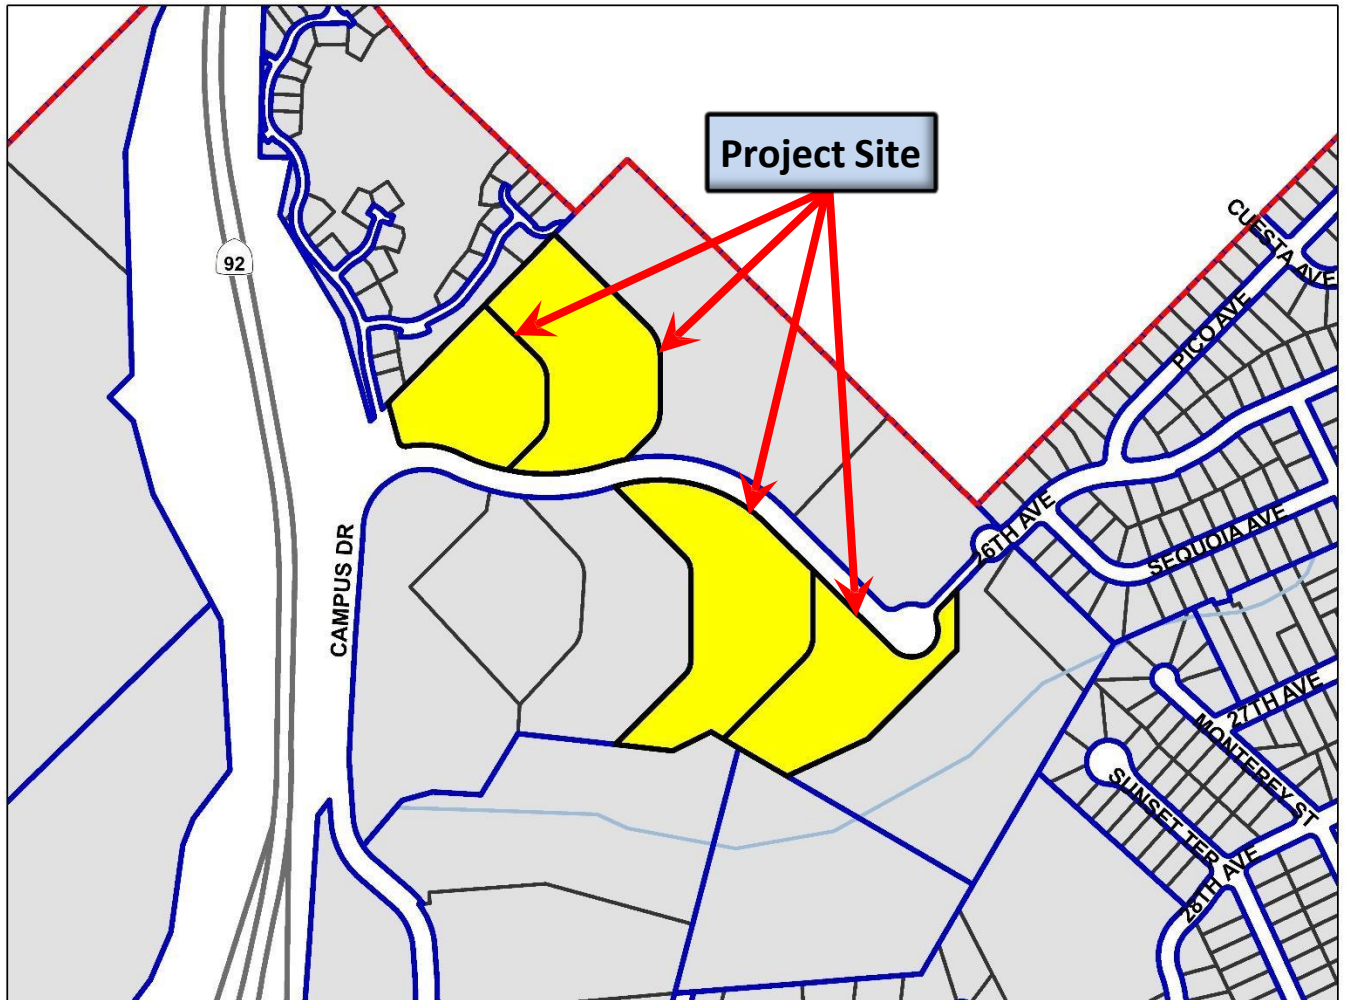 Project Site
CUESTA AVE
92
PICO AVE
26TH AVE
SEQUOIA AVE
CAMPUS DR
27TH AVE
MONTEREY ST
SUNSET TER
28TH AVE